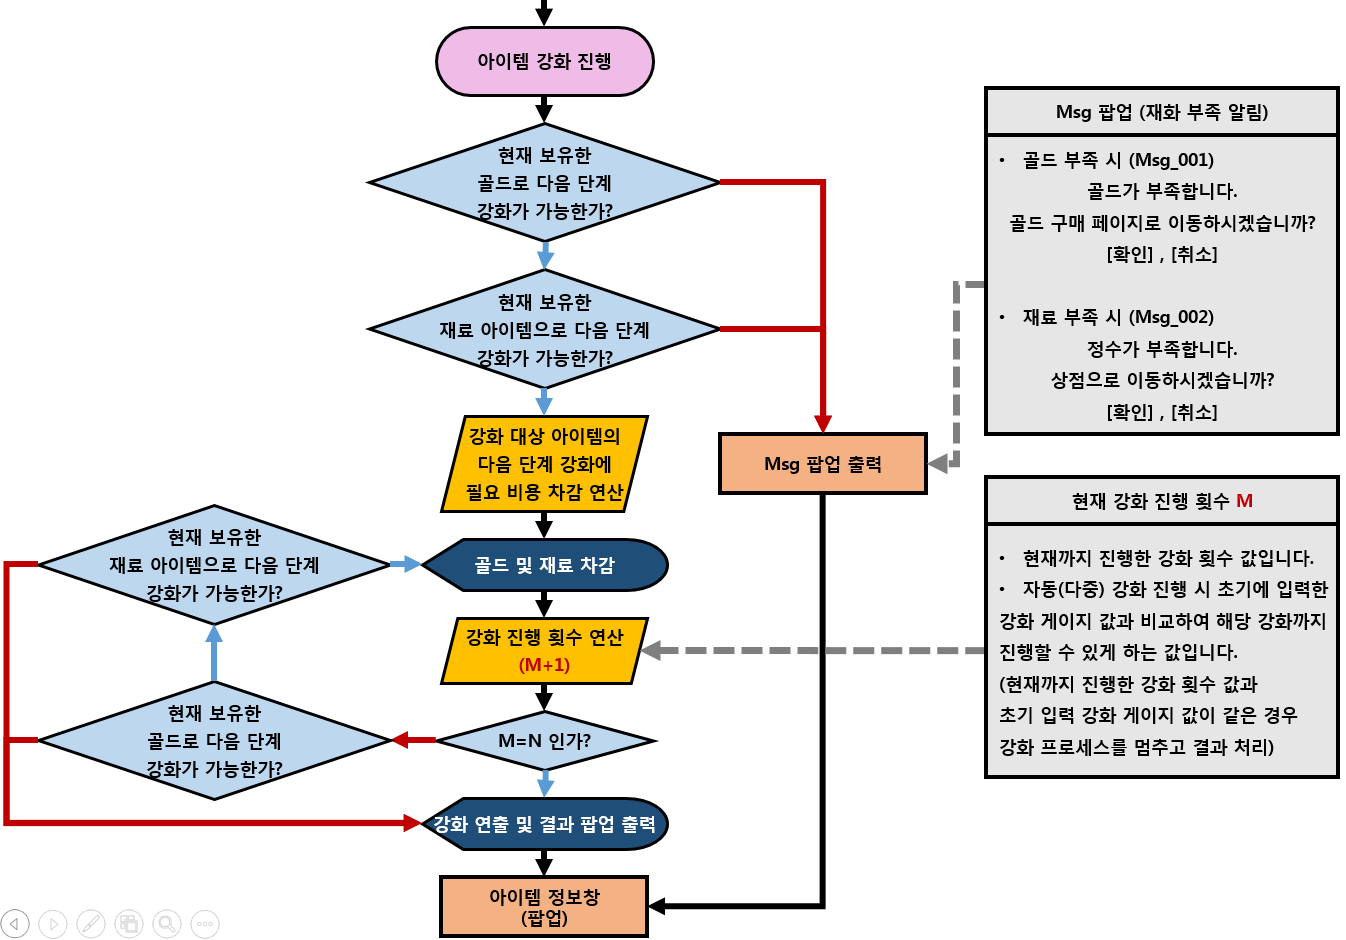 아이템 강화 진행
현재 보유한
골드로 다음 단계
강화가 가능한가?
현재 보유한
재료 아이템으로 다음 단계
강화가 가능한가?
강화 대상 아이템의
다음 단계 강화에
필요 비용 차감 연산
골드 및 재료 차감
강화 진행 횟수 연산
(M+1)
M=N 인가?
현재 보유한
재료 아이템으로 다음 단계
강화가 가능한가?
현재 보유한
골드로 다음 단계
강화가 가능한가?
강화 연출 및 결과 팝업 출력
아이템 정보창
(팝업)
Msg 팝업 출력
Msg 팝업 (재화 부족 알림)
• 골드 부족 시 (Msg_001)
골드가 부족합니다.
골드 구매 페이지로 이동하시겠습니까?
[확인] , [취소]
• 재료 부족 시 (Msg_002)
정수가 부족합니다.
상점으로 이동하시겠습니까?
[확인] , [취소]
현재 강화 진행 횟수 M
• 현재까지 진행한 강화 횟수 값입니다.
• 자동(다중) 강화 진행 시 초기에 입력한
강화 게이지 값과 비교하여 해당 강화까지
진행할 수 있게 하는 값입니다.
(현재까지 진행한 강화 횟수 값과
초기 입력 강화 게이지 값이 같은 경우
강화 프로세스를 멈추고 결과 처리)